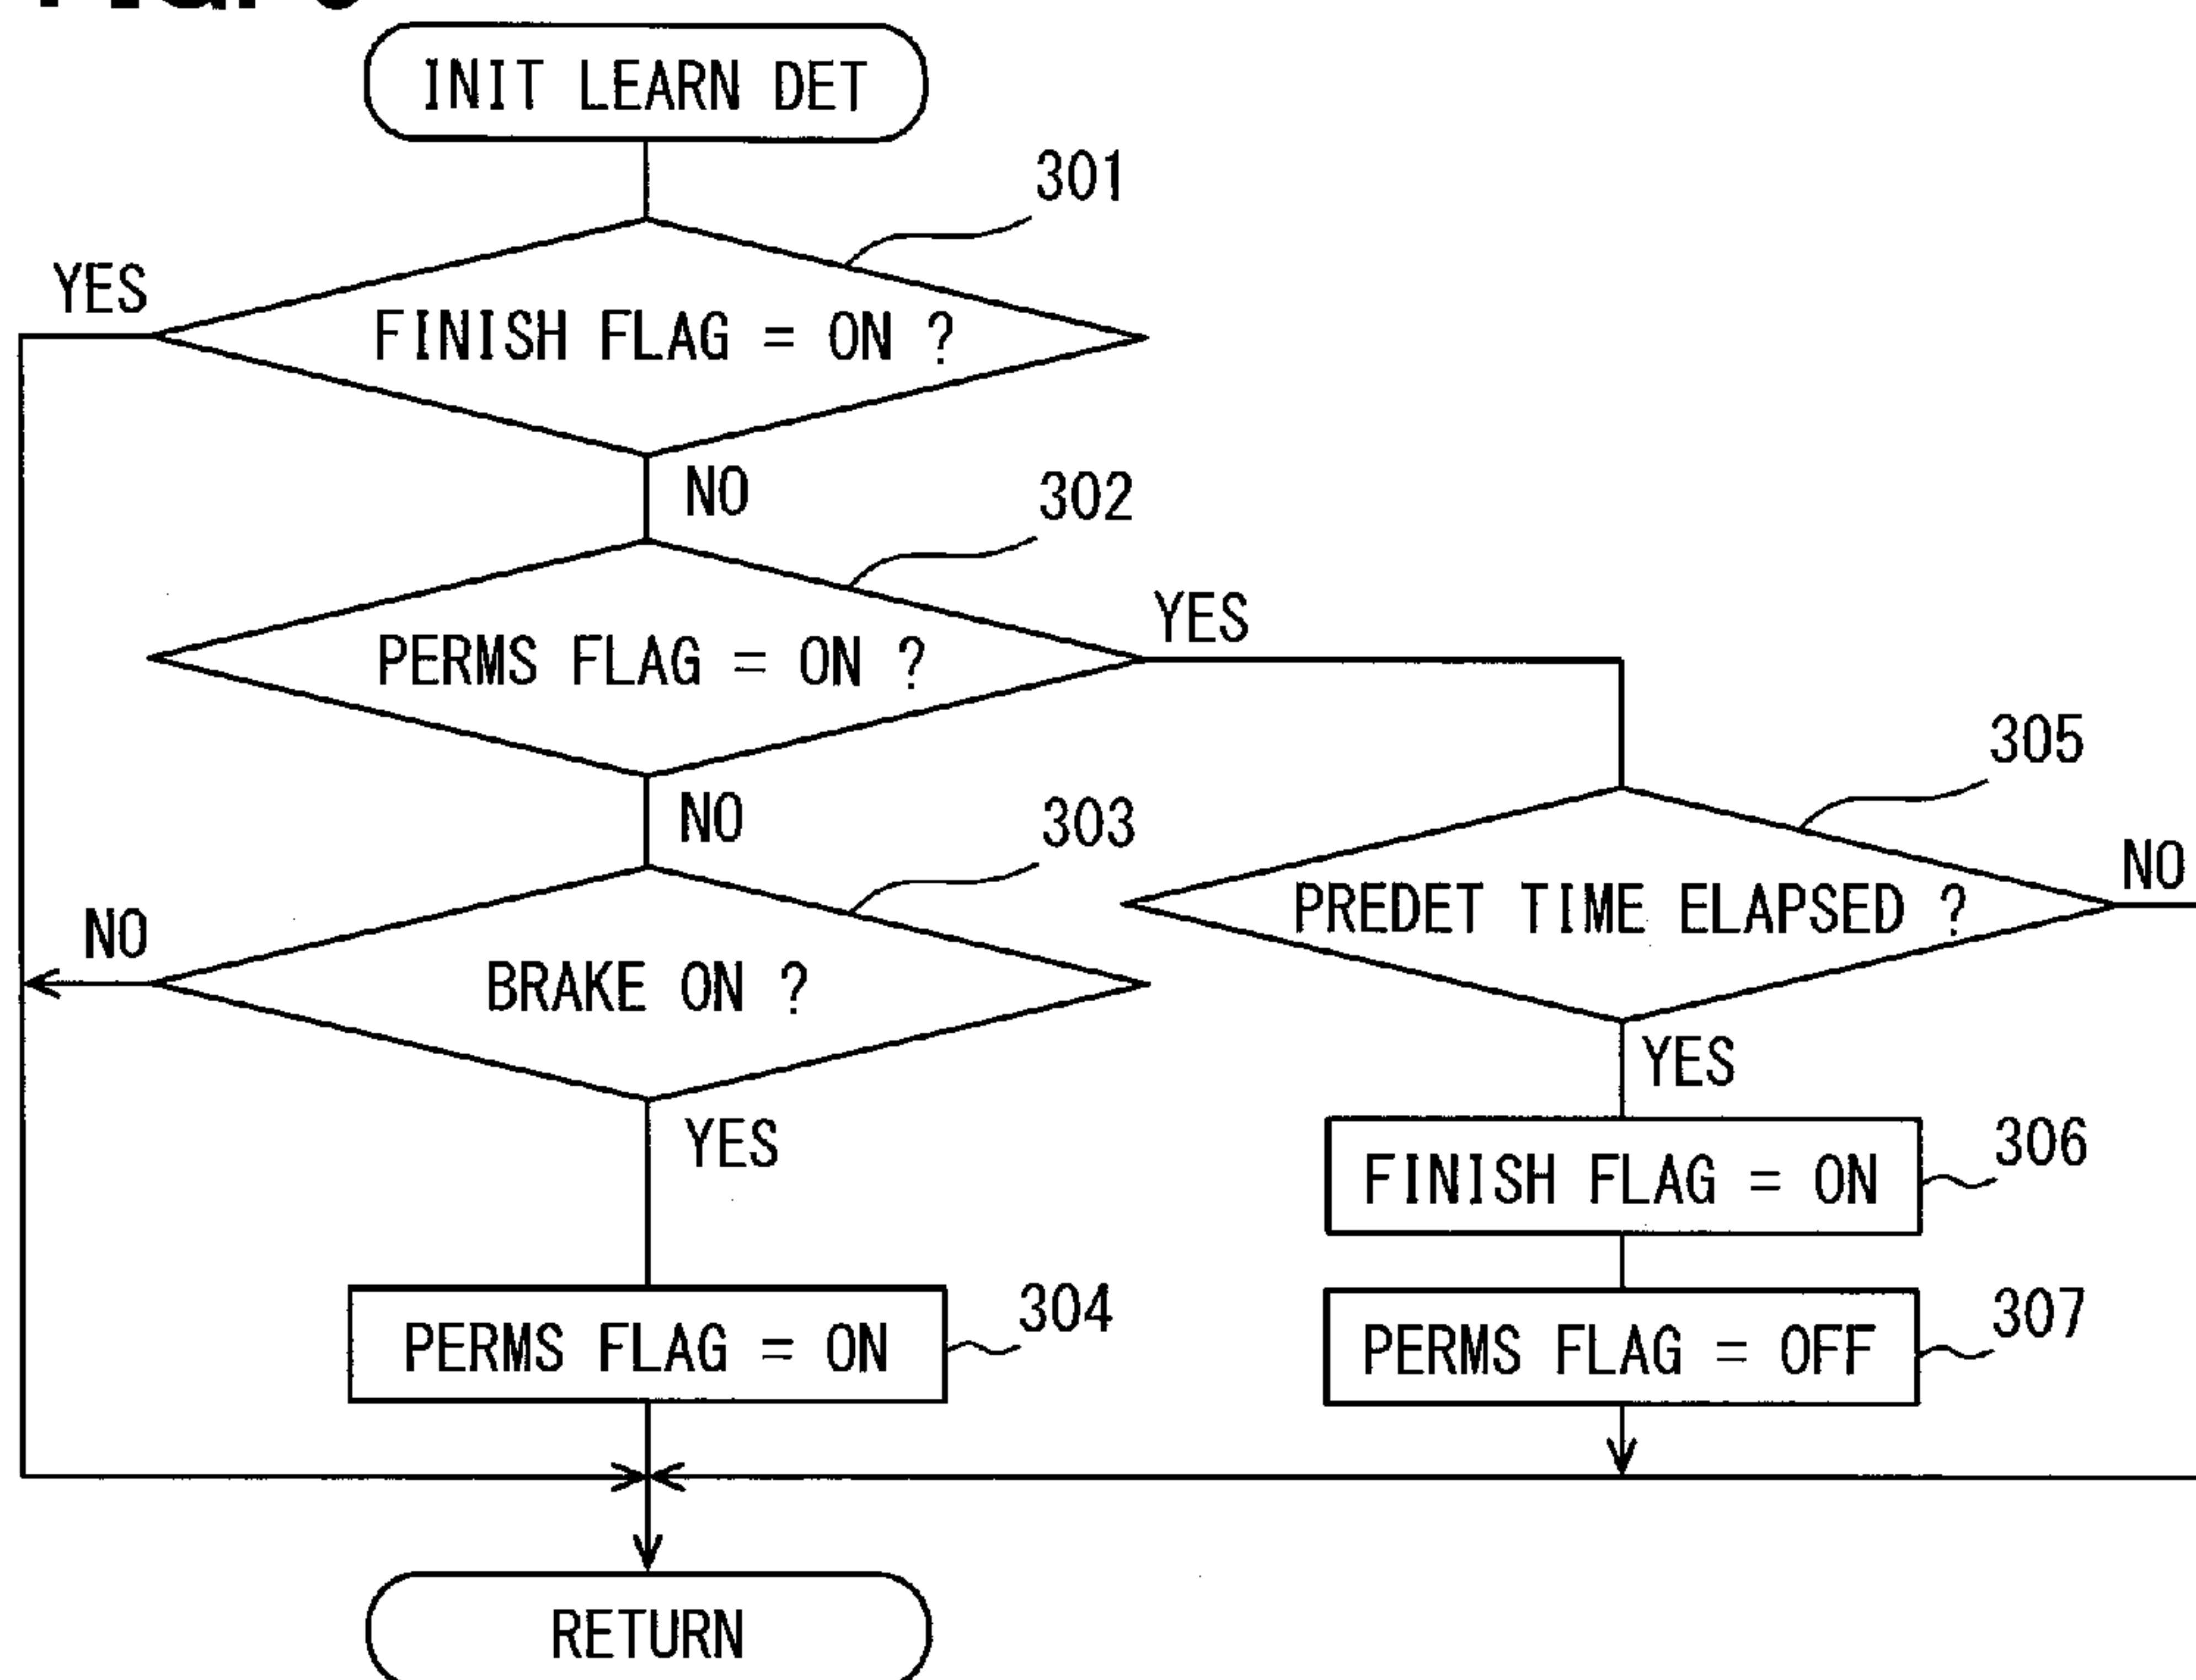 INIT LEARN DET
301
YES
FINISH FLAG = ON ?
NO
302
YES
PERMS FLAG = ON ?
305
NO
303
NO
PREDET TIME ELAPSED ?
NO
BRAKE ON ?
YES
YES
306
FINISH FLAG = ON
304
307
PERMS FLAG = ON
PERMS FLAG = OFF
RETURN